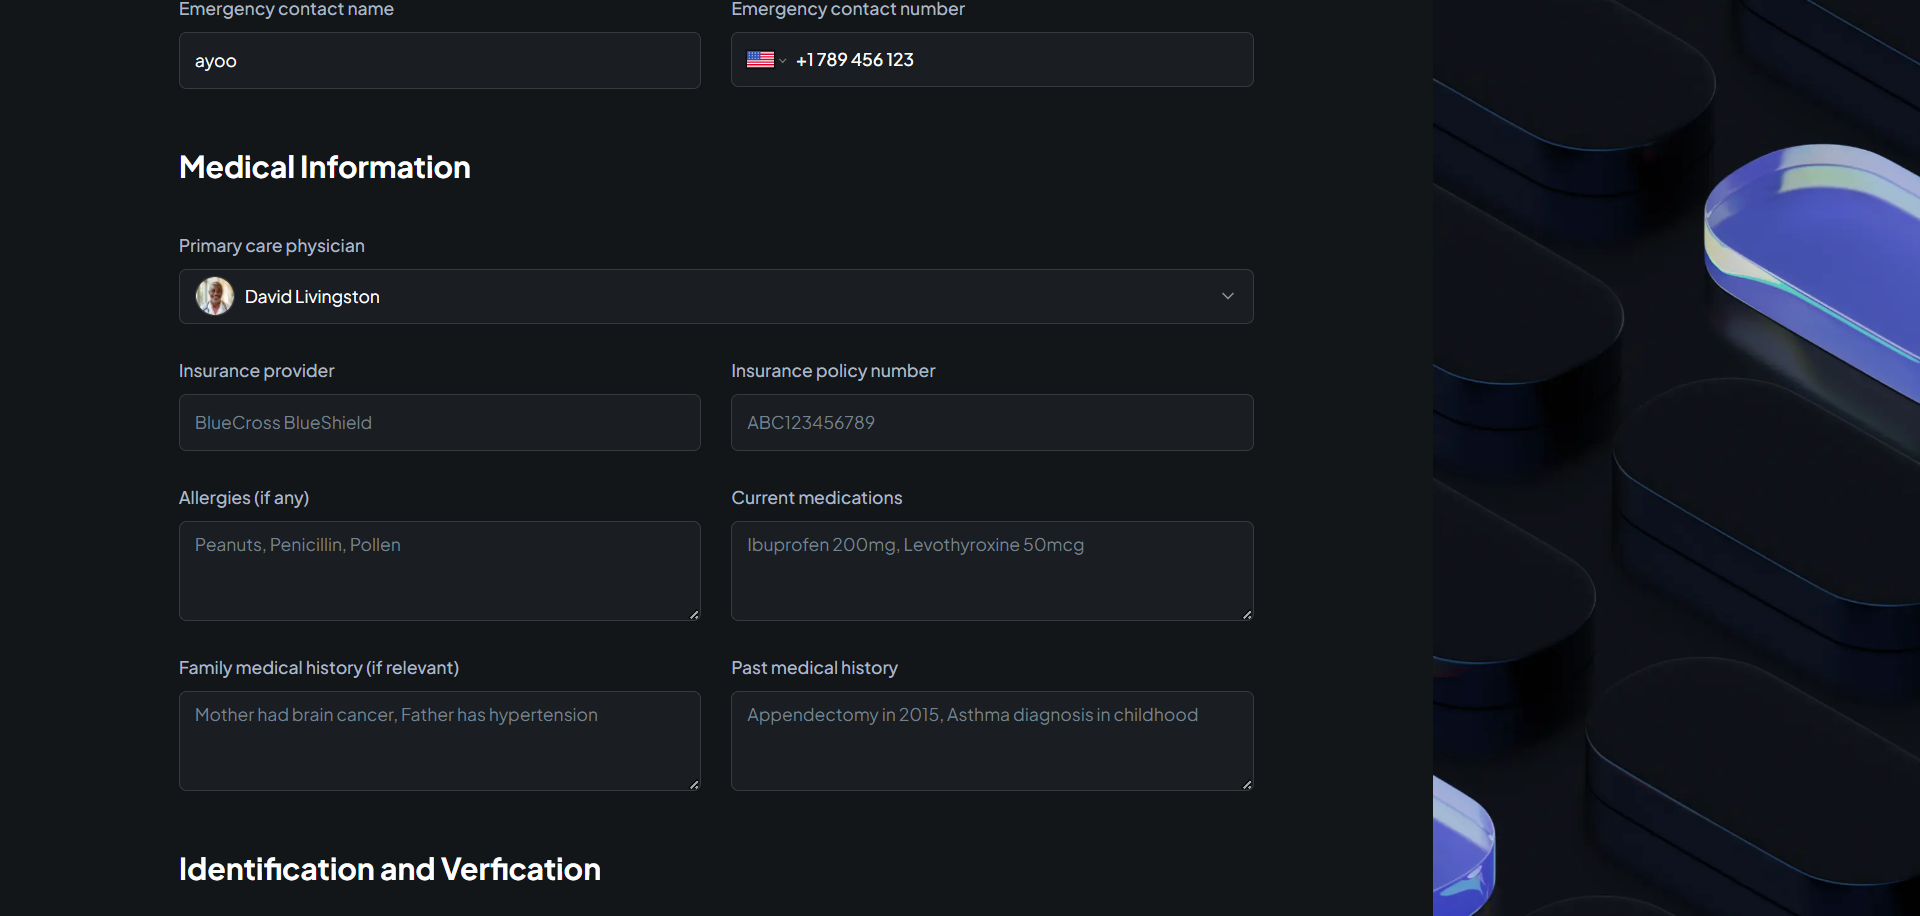 Emergency contact name
Emergency contact number
ayoo
+1 789 456 123
Medical Information
Primary care physician
David Livingston
Insurance provider
Insurance policy number
BlueCross BlueShield
ABC123456789
Allergies (if any)
Current medications
Peanuts, Penicillin, Pollen
Ibuprofen 200mg, Levothyroxine 50mcg
Family medical history (if relevant)
Past medical history
Mother had brain cancer, Father has hypertension
Appendectomy in 2015, Asthma diagnosis in childhood
Identification and Verfication